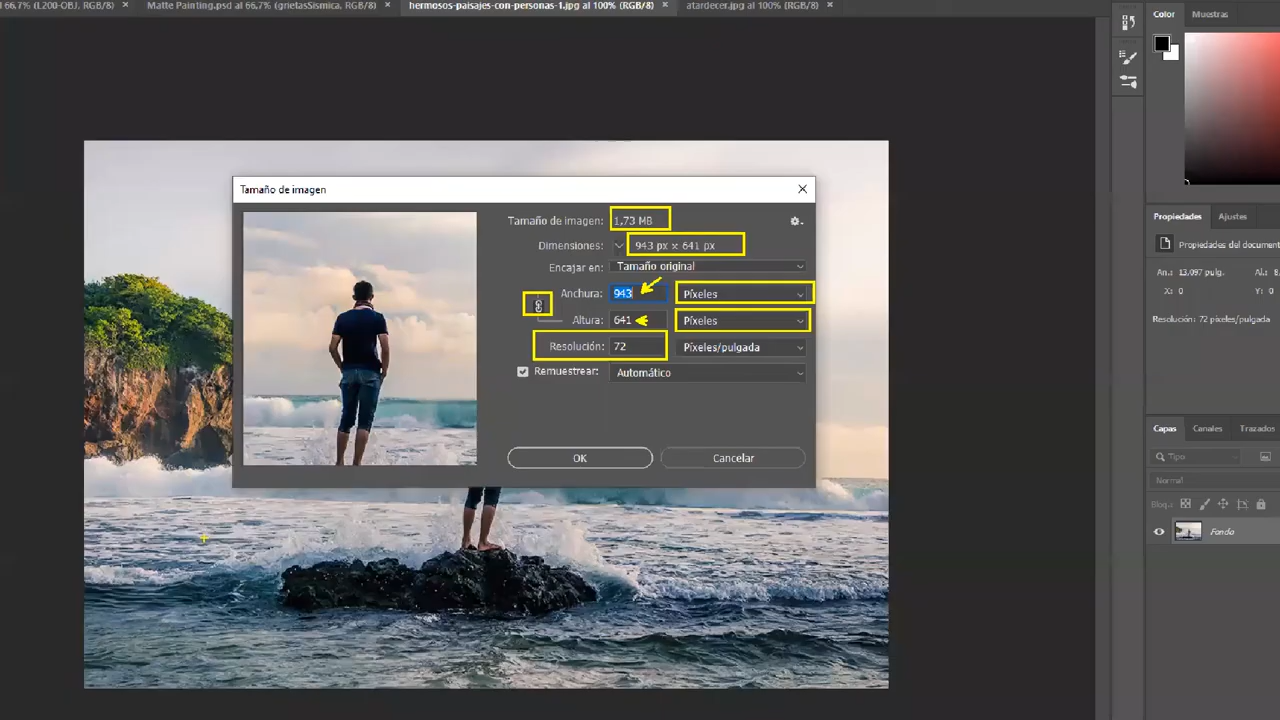 66,7% (L200-OBJ, RGB/8) × Matte Painting.psd al 66,7% (grietasSismica, RGB/8) × hermosos-paisajes-con-personas-1.jpg al 100% (RGB/8) × atardecer.jpg al 100% (RGB/8) ×
Color Muestras
Tamaño de imagen
Tamaño de imagen: 1,73 MB
Dimensiones: 943 px × 641 px
Encajar en: Tamaño original
Anchura: 943 Píxeles
Altura: 641 Píxeles
Resolución: 72 Píxeles/pulgada
Remuestrear: Automático
OK Cancelar
Propiedades Ajustes
Propiedades del document
An.: 13,097 pulg. Al.: 8,
X: 0 Y: 0
Resolución: 72 píxeles/pulgada
Capas Canales Trazados
Tipo
Normal
Bloqu
Fondo